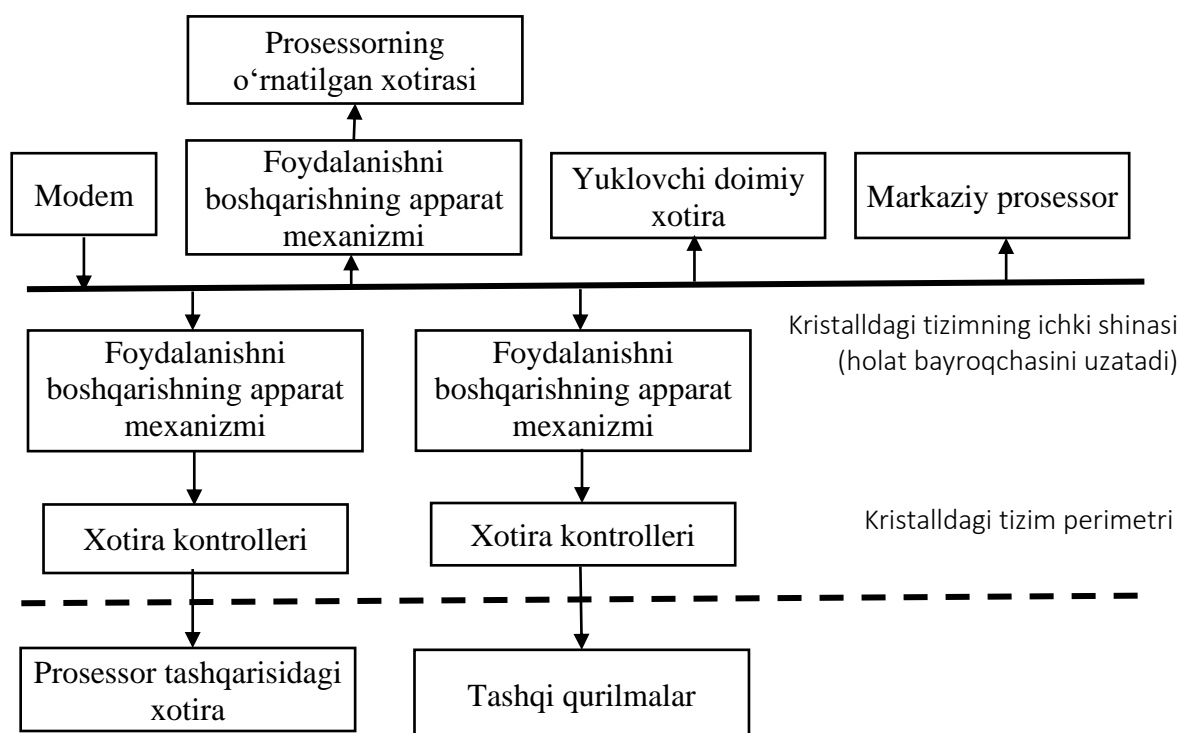 Prosessorning
o‘rnatilgan xotirasi
Modem
Foydalanishni
boshqarishning apparat
mexanizmi
Yuklovchi doimiy
xotira
Markaziy prosessor
Kristalldagi tizimning ichki shinasi
(holat bayroqchasini uzatadi)
Foydalanishni
boshqarishning apparat
mexanizmi
Foydalanishni
boshqarishning apparat
mexanizmi
Xotira kontrolleri
Xotira kontrolleri
Kristalldagi tizim perimetri
Prosessor tashqarisidagi
xotira
Tashqi qurilmalar